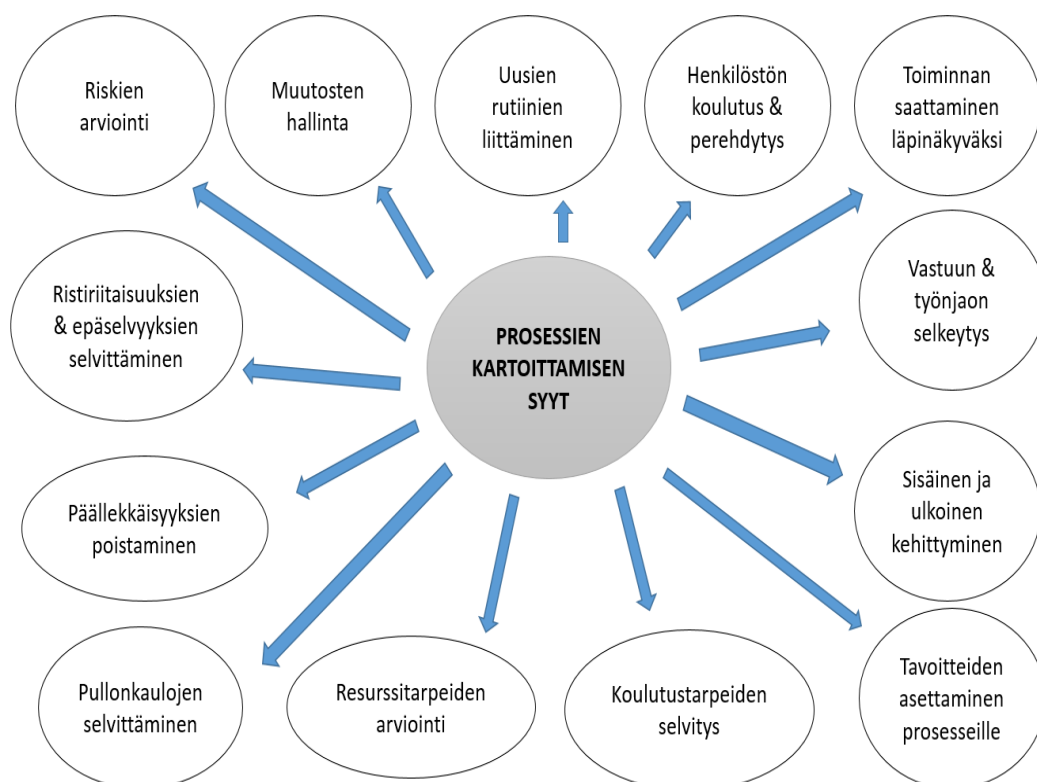 Riskien
arviointi
Muutosten
hallinta
Uusien
rutiinien
liittäminen
Henkilöstön
koulutus &
perehdytys
Toiminnan
saattaminen
läpinäkyväksi
Ristiriitaisuuksien
& epäselvyyksien
selvittäminen
PROSESSIEN
KARTOITTAMISEN
SYYT
Vastuun &
työnjaon
selkeytys
Päällekkäisyyksien
poistaminen
Sisäinen ja
ulkoinen
kehittyminen
Pullonkaulojen
selvittäminen
Resurssitarpeiden
arviointi
Koulutustarpeiden
selvitys
Tavoitteiden
asettaminen
prosesseille